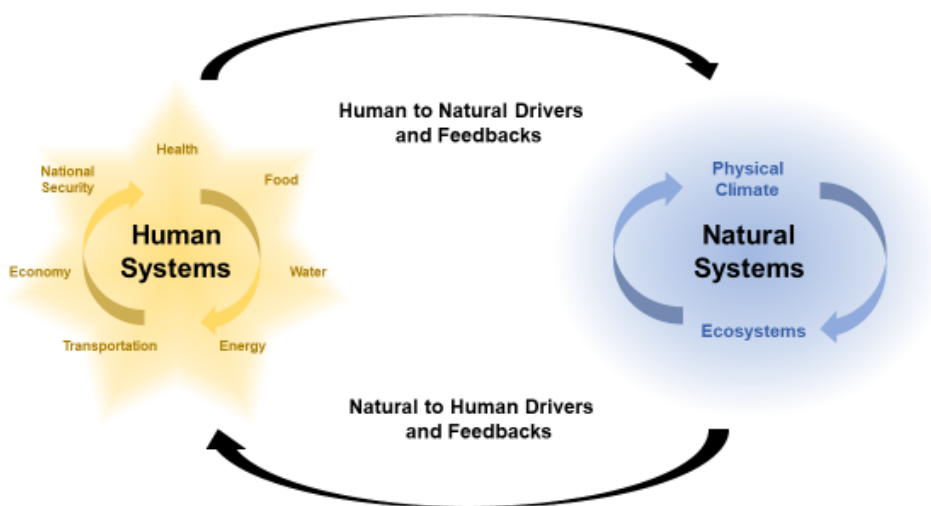 Human to Natural Drivers
and Feedbacks
Health
National
Security
Food
Human
Systems
Economy
Water
Transportation
Energy
Physical
Climate
Natural
Systems
Ecosystems
Natural to Human Drivers
and Feedbacks